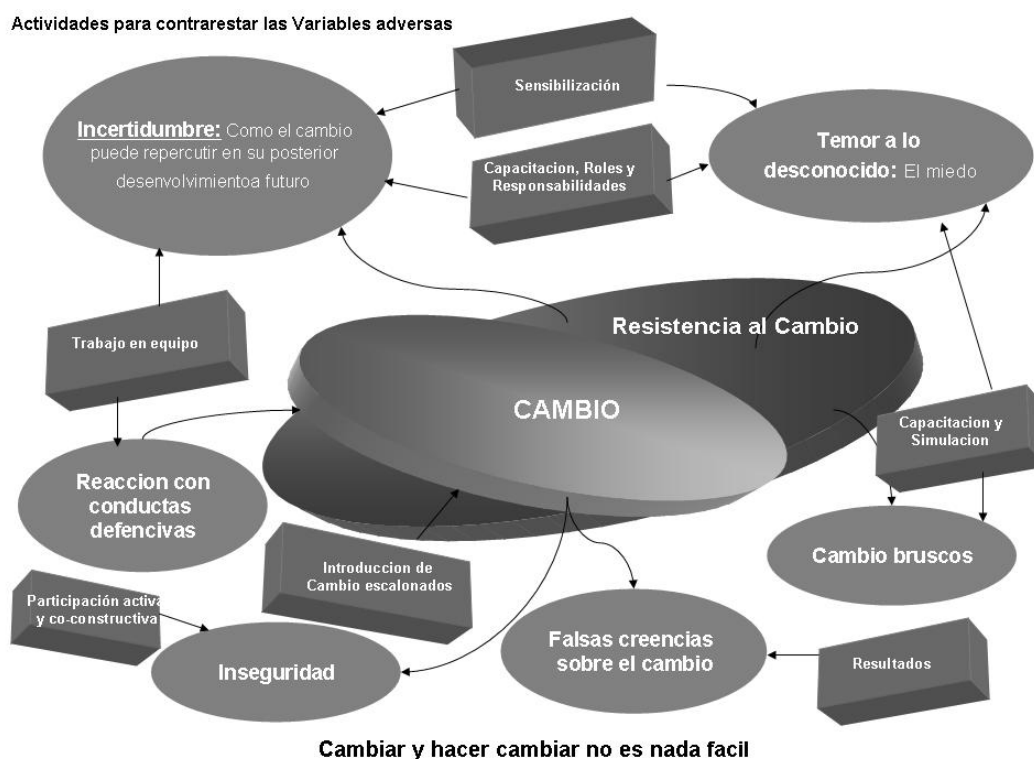 Actividades para contrarestar las Variables adversas
Sensibilización
Incertidumbre: Como el cambio
puede repercutir en su posterior
desenvolvimientoa futuro
Temor a lo
desconocido: El miedo
Capacitacion, Roles y
Responsabilidades
Resistencia al Cambio
Trabajo en equipo
CAMBIO
Capacitacion y
Simulacion
Reaccion con
conductas
defencivas
Cambio bruscos
Introduccion de
Cambio escalonados
Participación activa
y co-constructiva
Falsas creencias
sobre el cambio
Inseguridad
Resultados
Cambiar y hacer cambiar no es nada facil